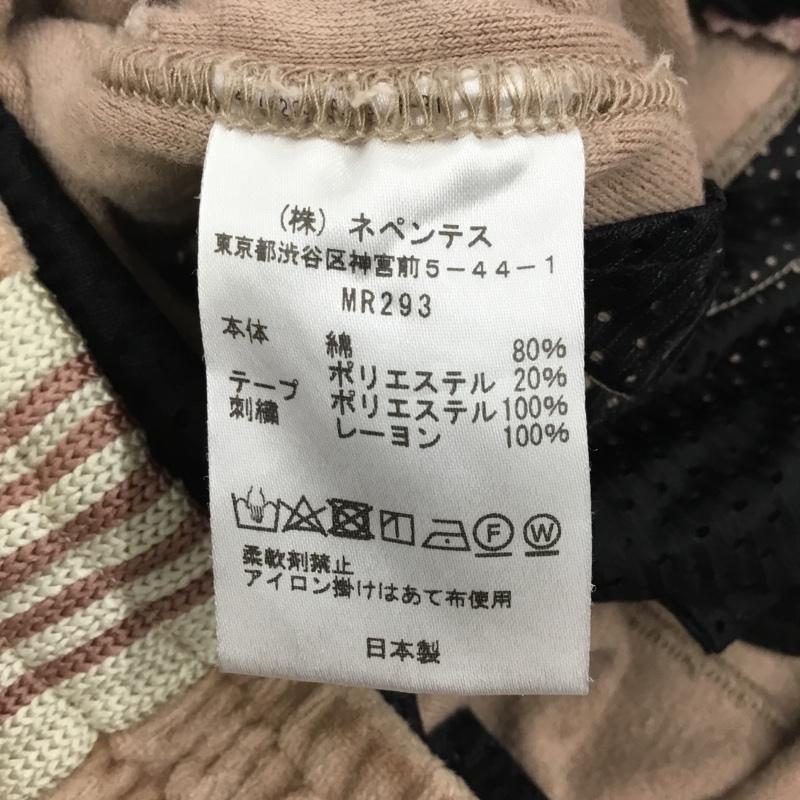 (株) ネペンテス
東京都渋谷区神宮前5-44-1
MR293
本体 綿 80%
ポリエステル 20%
テープ ポリエステル 100%
刺繍 レーヨン 100%
F W
柔軟剤禁止
アイロン掛けはあて布使用
日本製